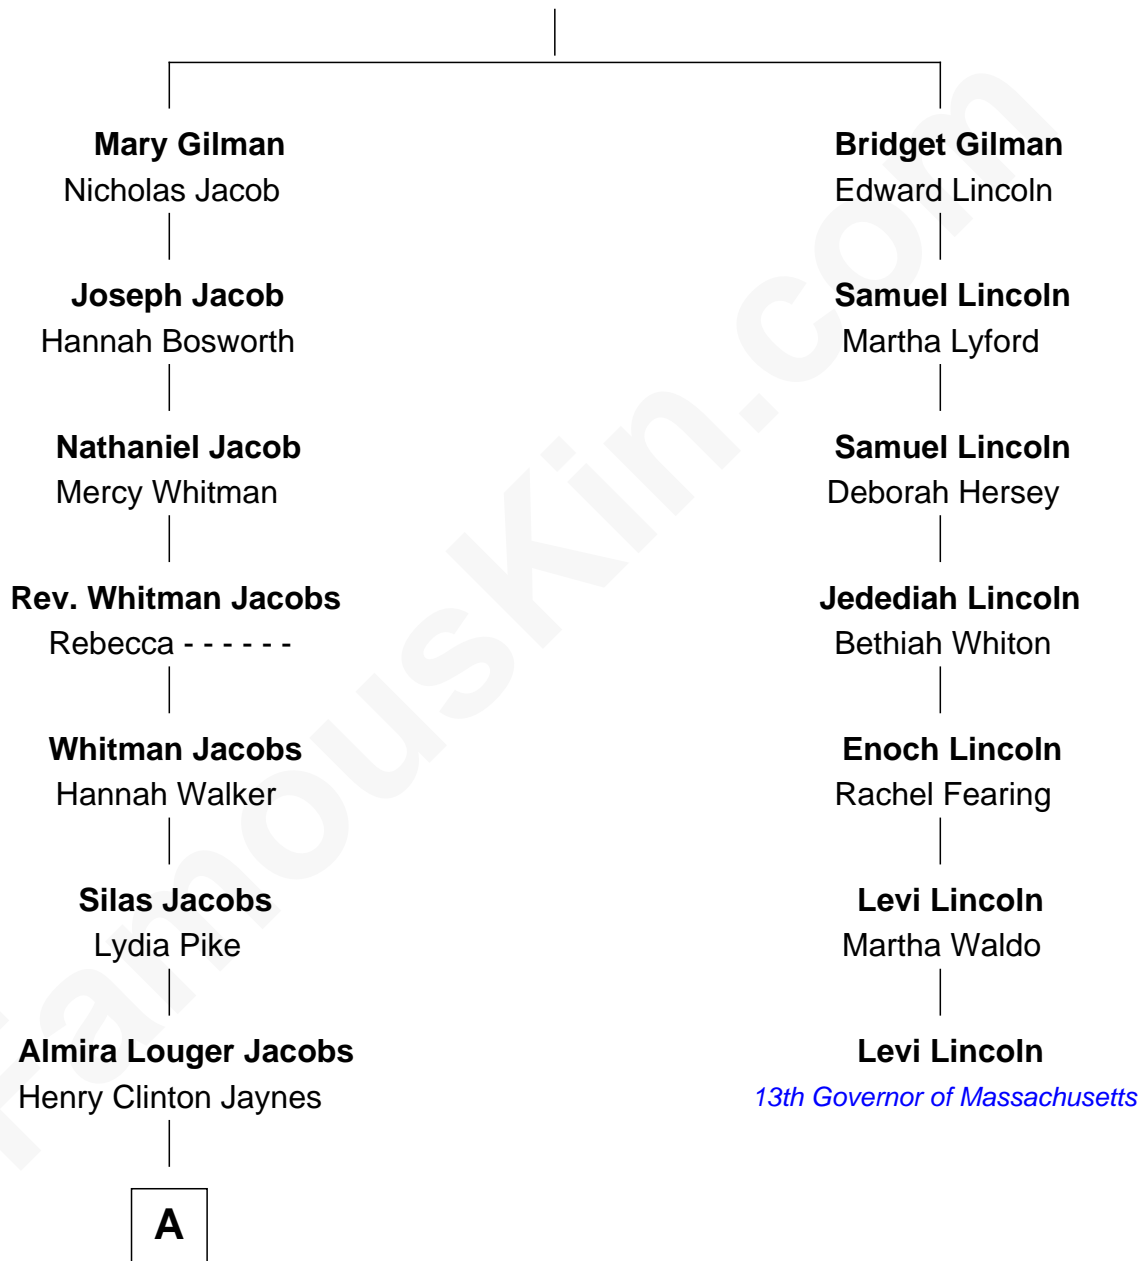 Mary Gilman
Nicholas Jacob
Bridget Gilman
Edward Lincoln
Joseph Jacob
Hannah Bosworth
Samuel Lincoln
Martha Lyford
Nathaniel Jacob
Mercy Whitman
Samuel Lincoln
Deborah Hersey
Rev. Whitman Jacobs
Rebecca - - - - - -
Jedediah Lincoln
Bethiah Whiton
Whitman Jacobs
Hannah Walker
Enoch Lincoln
Rachel Fearing
Silas Jacobs
Lydia Pike
Levi Lincoln
Martha Waldo
Almira Louger Jacobs
Henry Clinton Jaynes
Levi Lincoln
13th Governor of Massachusetts
A
FamousKin.com